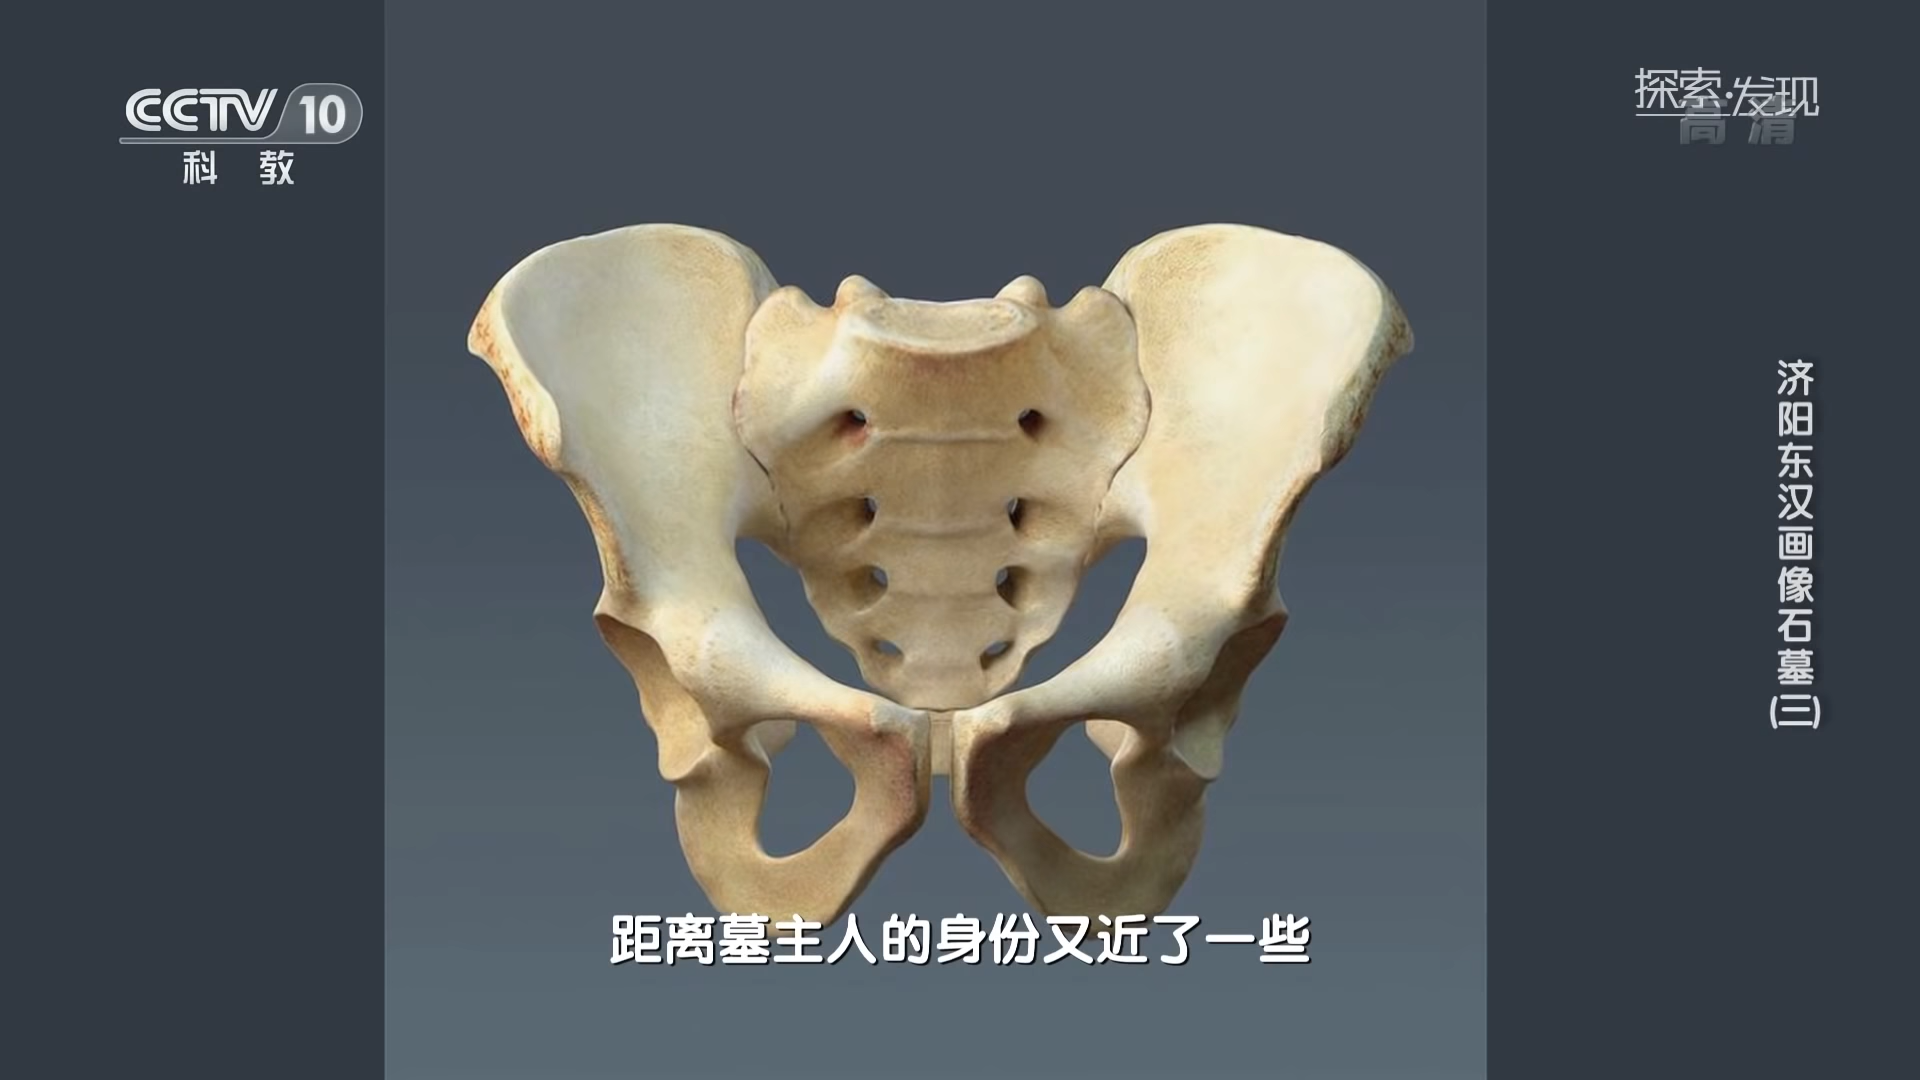 CCTV 10
科 教
探索·发现
高清
济阳东汉画像石墓(三)
距离墓主人的身份又近了一些